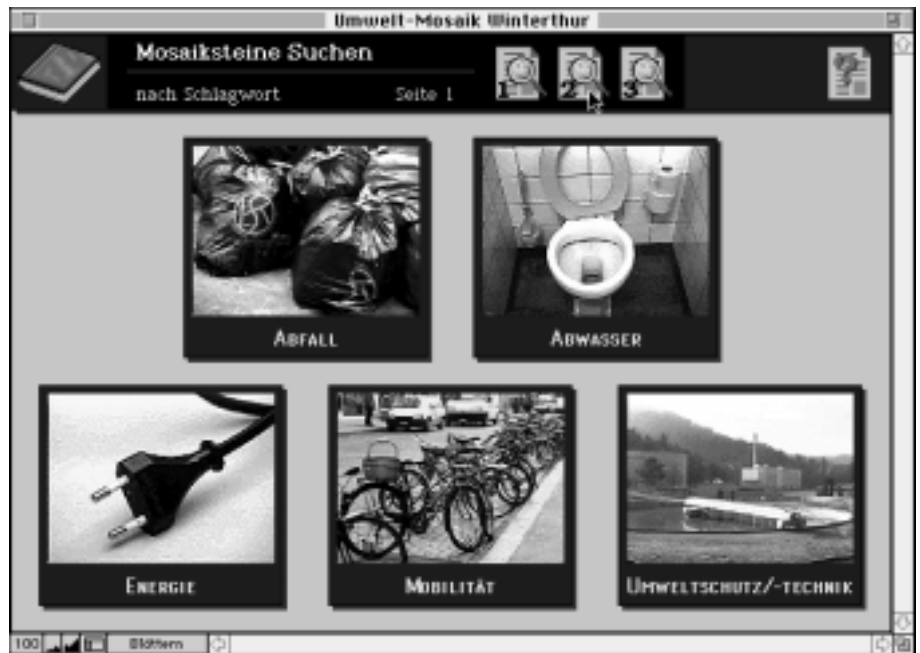 Umwelt-Mosaik Winterthur
Mosaiksteine Suchen
nach Schlagwort Seite 1
1 2 3
?
ABFALL
ABWASSER
ENERGIE
MOBILITÄT
UMWELTSCHUTZ/-TECHNIK
100 Blättern